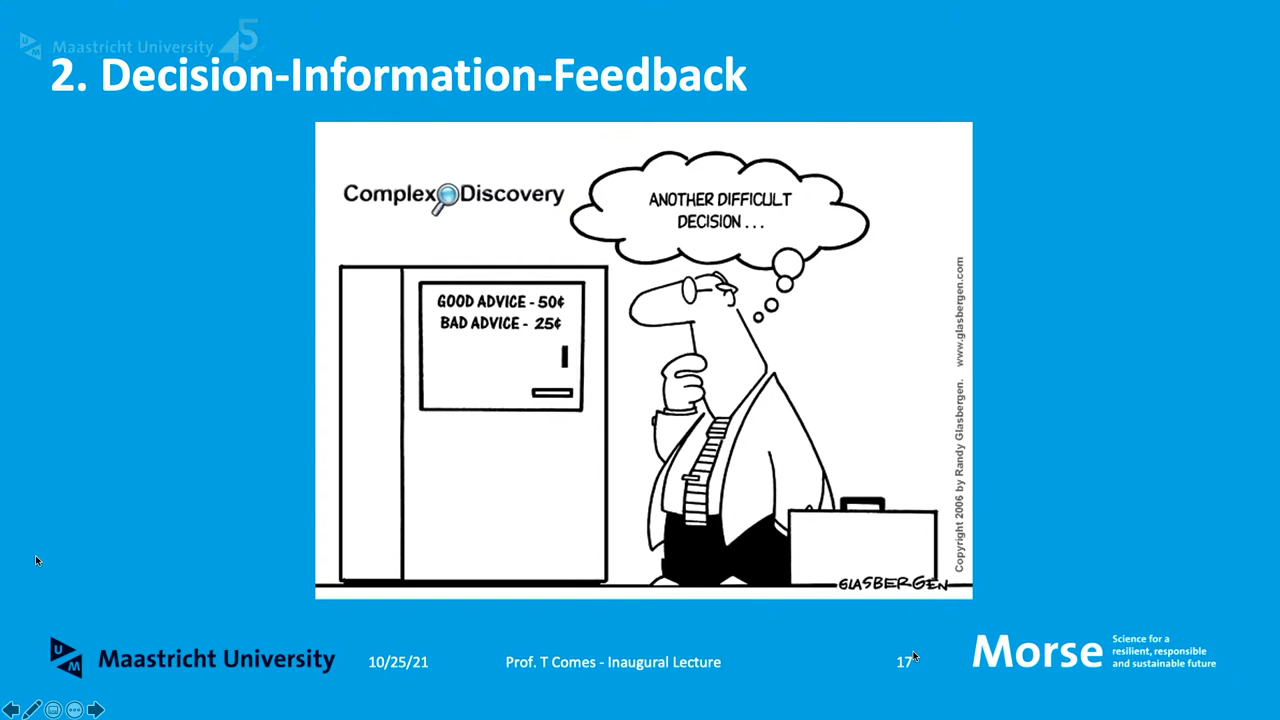 Maastricht University 45
2. Decision-Information-Feedback
Complex Discovery
ANOTHER DIFFICULT
DECISION . . .
GOOD ADVICE - 50¢
BAD ADVICE - 25¢
Copyright 2006 by Randy Glasbergen. www.glasbergen.com
GLASBERGEN
UM
Maastricht University
10/25/21
Prof. T Comes - Inaugural Lecture
17
Morse
Science for a
resilient, responsible
and sustainable future